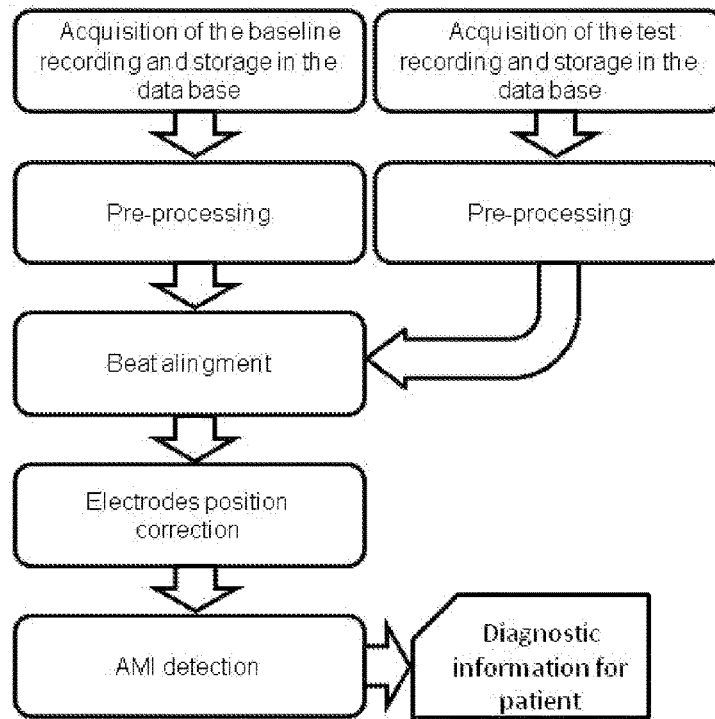 Acquisition of the baseline
recording and storage in the
data base
Acquisition of the test
recording and storage in the
data base
Pre-processing
Pre-processing
Beat alingment
Electrodes position
correction
AMI detection
Diagnostic
information for
patient